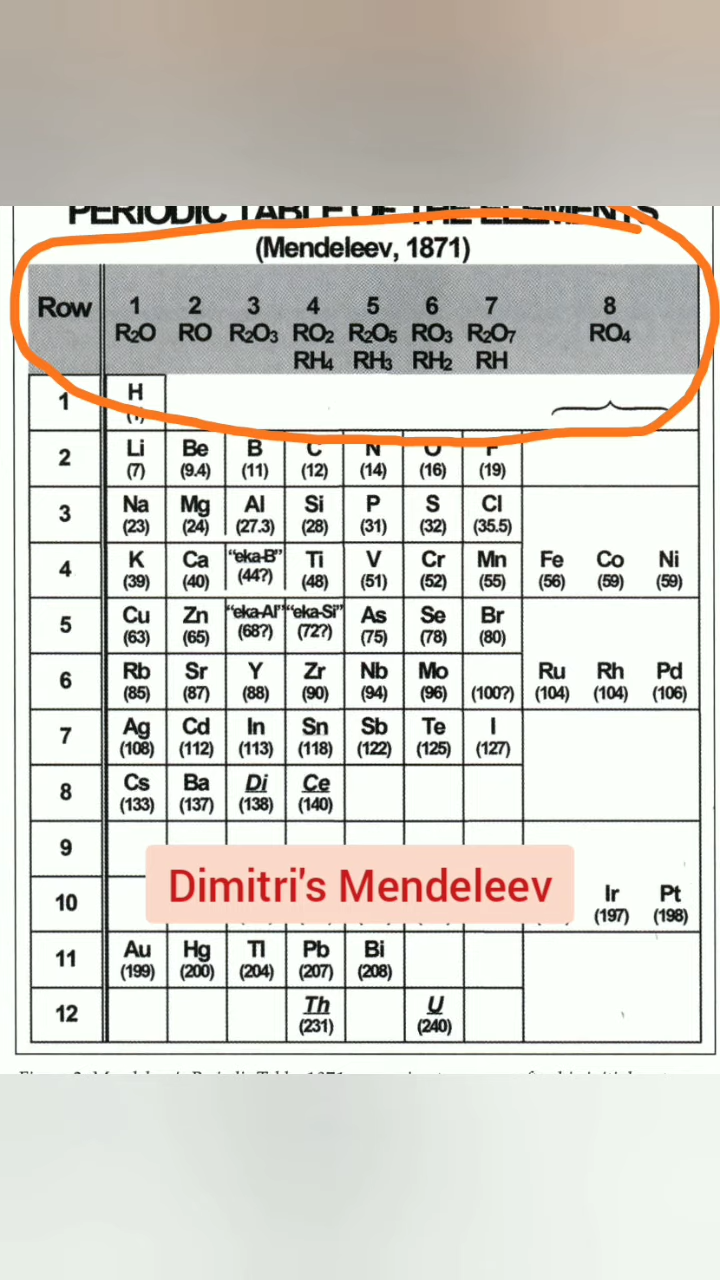 PERIODIC TABLE OF THE ELEMENTS
(Mendeleev, 1871)
Row 1 2 3 4 5 6 7 8
R₂O RO R₂O₃ RO₂ R₂O₅ RO₃ R₂O₇ RO₄
RH₄ RH₃ RH₂ RH
1 H
(1)
2 Li Be B C N O F
(7) (9.4) (11) (12) (14) (16) (19)
3 Na Mg Al Si P S Cl
(23) (24) (27.3) (28) (31) (32) (35.5)
4 K Ca "eka-B" Ti V Cr Mn Fe Co Ni
(39) (40) (44?) (48) (51) (52) (55) (56) (59) (59)
5 Cu Zn "eka-Al" "eka-Si" As Se Br
(63) (65) (68?) (72?) (75) (78) (80)
6 Rb Sr Y Zr Nb Mo Ru Rh Pd
(85) (87) (88) (90) (94) (96) (100?) (104) (104) (106)
7 Ag Cd In Sn Sb Te I
(108) (112) (113) (118) (122) (125) (127)
8 Cs Ba Di Ce
(133) (137) (138) (140)
9
Dimitri's Mendeleev
10 Ir Pt
(197) (198)
11 Au Hg Tl Pb Bi
(199) (200) (204) (207) (208)
12 Th U
(231) (240)